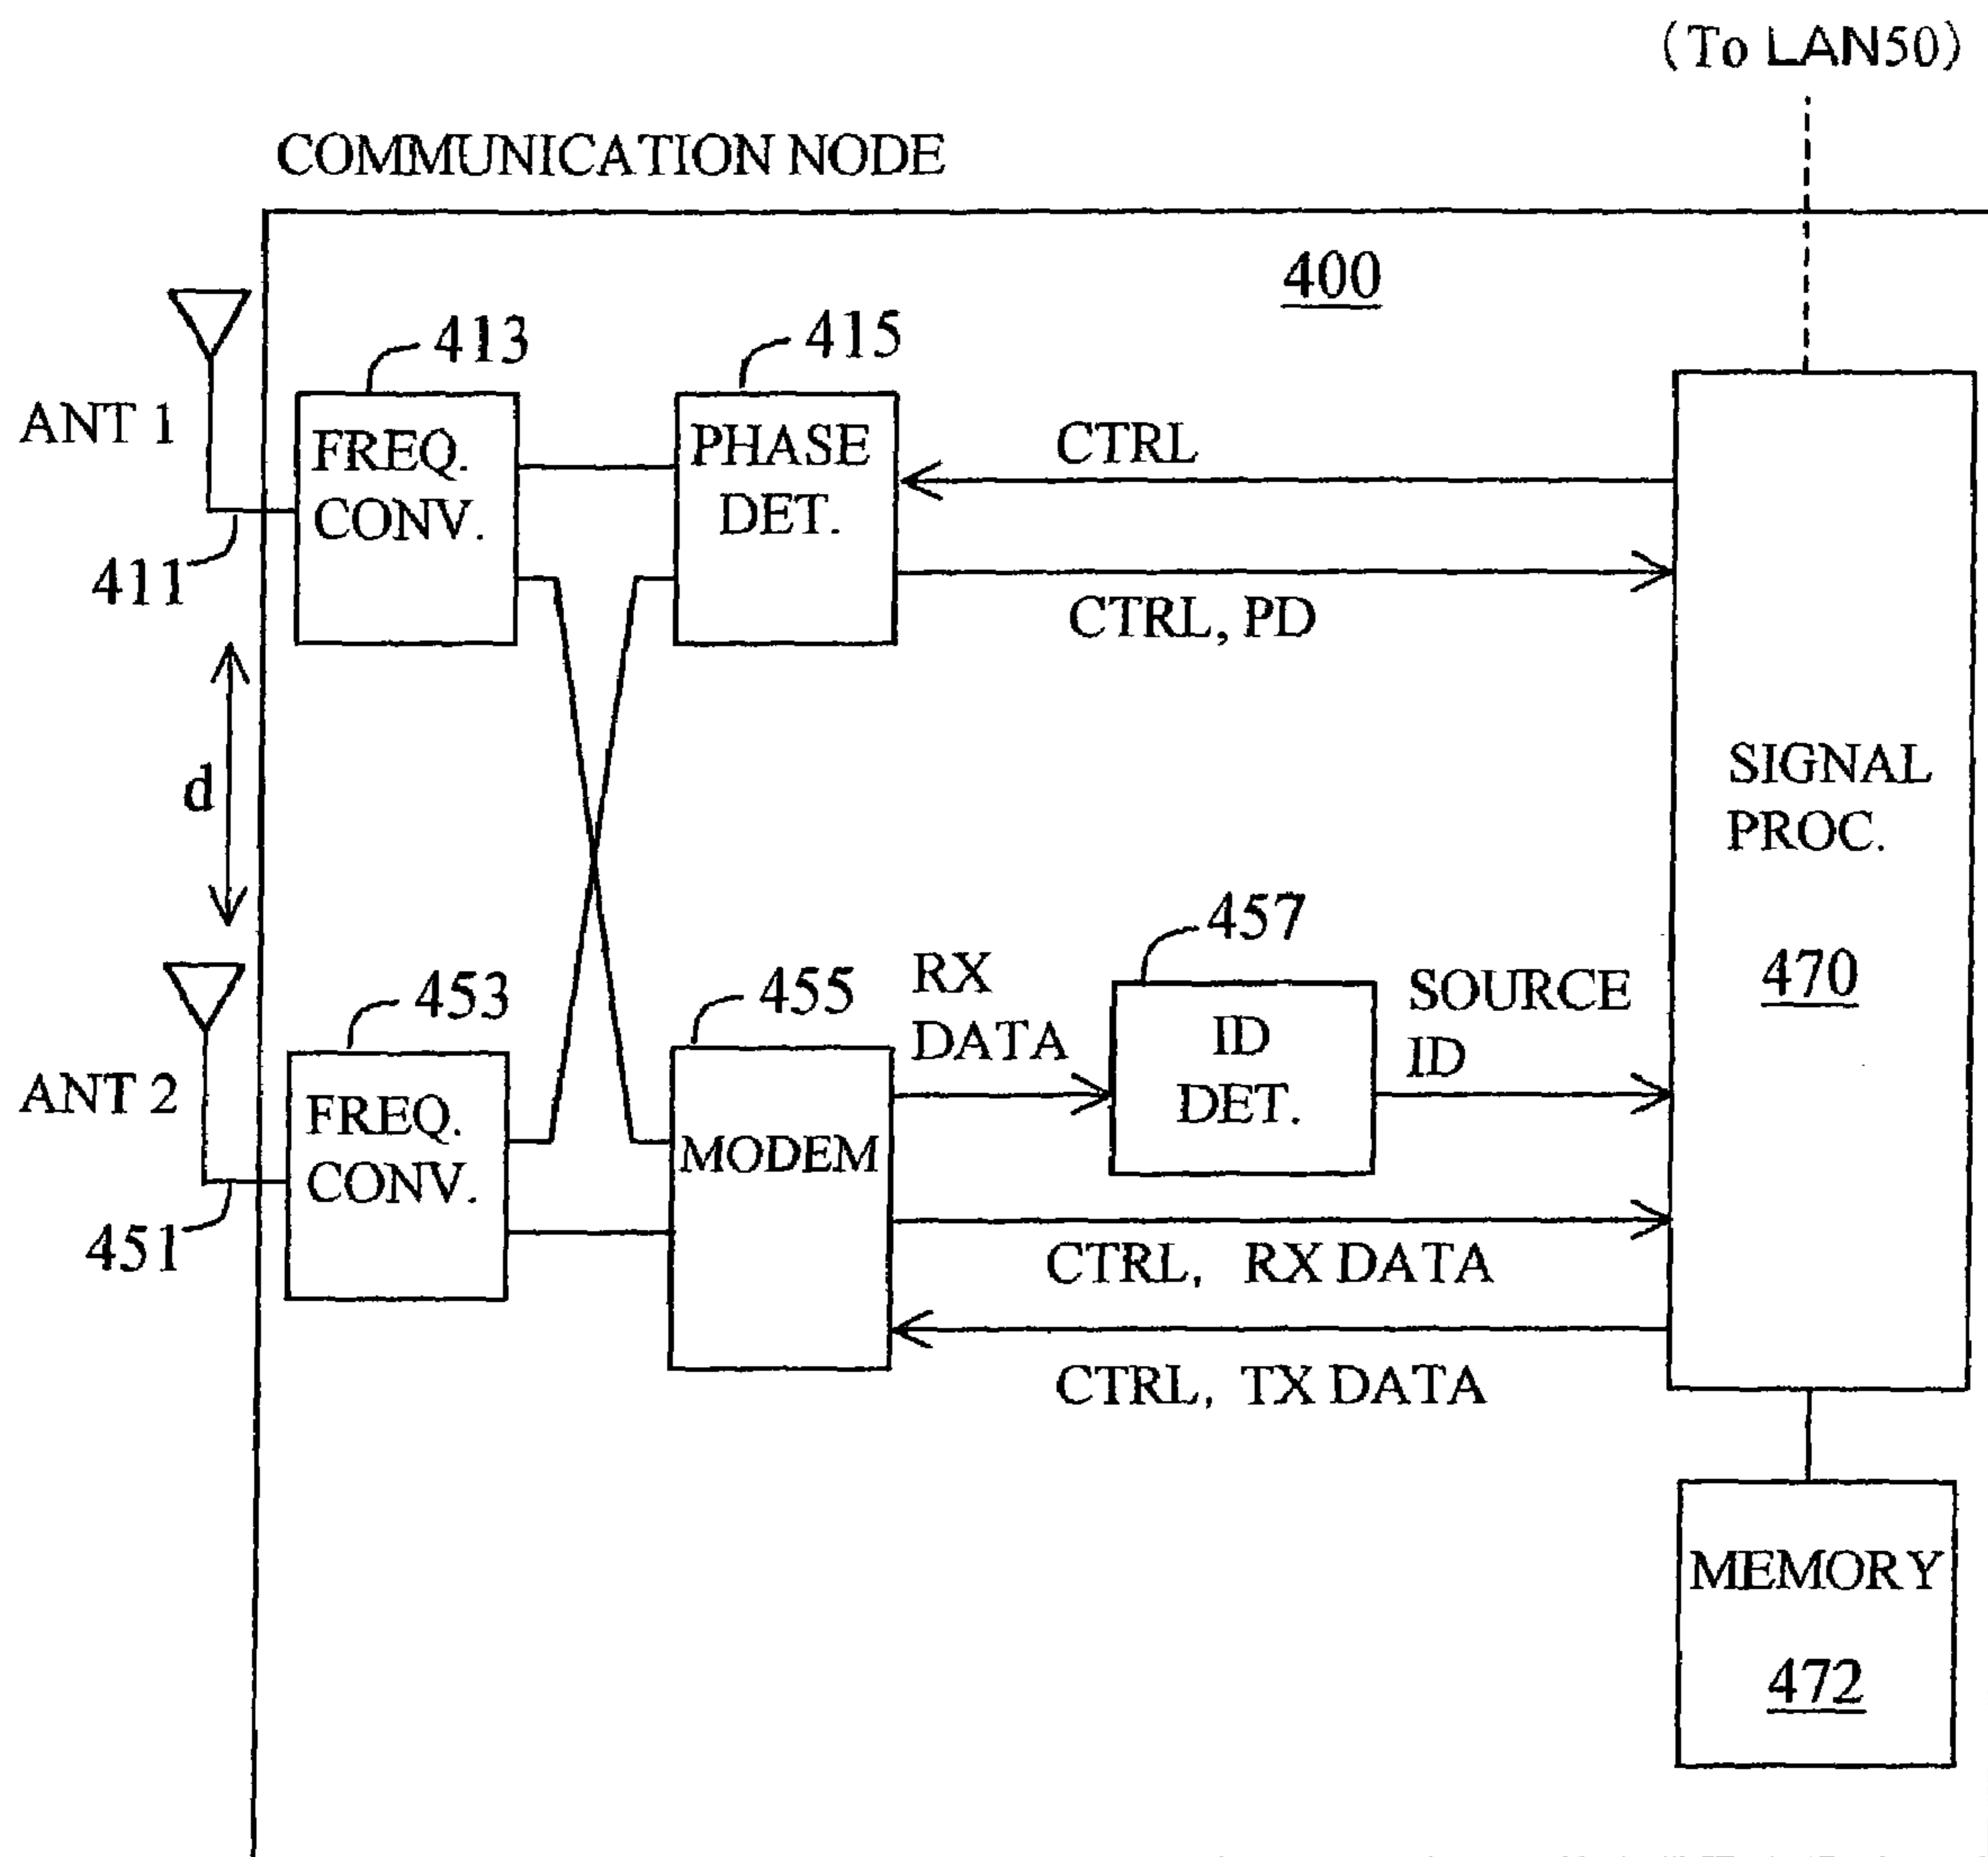 (To LAN50)
COMMUNICATION NODE
400
413
415
ANT 1
FREQ.
CONV.
PHASE
DET.
CTRL
411
CTRL, PD
d
SIGNAL
PROC.
470
457
453
455
RX
DATA
ID
DET.
SOURCE
ID
ANT 2
FREQ.
CONV.
MODEM
451
CTRL, RX DATA
CTRL, TX DATA
MEMORY
472